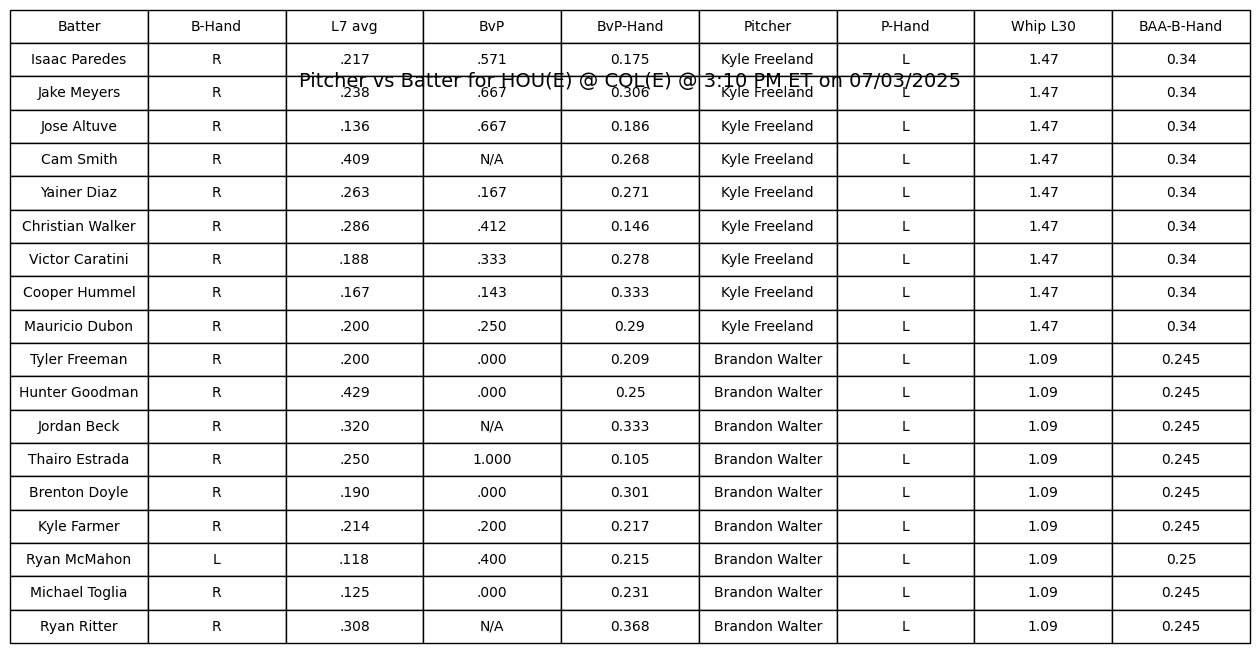 Batter B-Hand L7 avg BvP BvP-Hand Pitcher P-Hand Whip L30 BAA-B-Hand
Isaac Paredes R .217 .571 0.175 Kyle Freeland L 1.47 0.34
Pitcher vs Batter for HOU(E) @ COL(E) @ 3:10 PM ET on 07/03/2025
Jake Meyers R .238 .667 0.306 Kyle Freeland L 1.47 0.34
Jose Altuve R .136 .667 0.186 Kyle Freeland L 1.47 0.34
Cam Smith R .409 N/A 0.268 Kyle Freeland L 1.47 0.34
Yainer Diaz R .263 .167 0.271 Kyle Freeland L 1.47 0.34
Christian Walker R .286 .412 0.146 Kyle Freeland L 1.47 0.34
Victor Caratini R .188 .333 0.278 Kyle Freeland L 1.47 0.34
Cooper Hummel R .167 .143 0.333 Kyle Freeland L 1.47 0.34
Mauricio Dubon R .200 .250 0.29 Kyle Freeland L 1.47 0.34
Tyler Freeman R .200 .000 0.209 Brandon Walter L 1.09 0.245
Hunter Goodman R .429 .000 0.25 Brandon Walter L 1.09 0.245
Jordan Beck R .320 N/A 0.333 Brandon Walter L 1.09 0.245
Thairo Estrada R .250 1.000 0.105 Brandon Walter L 1.09 0.245
Brenton Doyle R .190 .000 0.301 Brandon Walter L 1.09 0.245
Kyle Farmer R .214 .200 0.217 Brandon Walter L 1.09 0.245
Ryan McMahon L .118 .400 0.215 Brandon Walter L 1.09 0.25
Michael Toglia R .125 .000 0.231 Brandon Walter L 1.09 0.245
Ryan Ritter R .308 N/A 0.368 Brandon Walter L 1.09 0.245